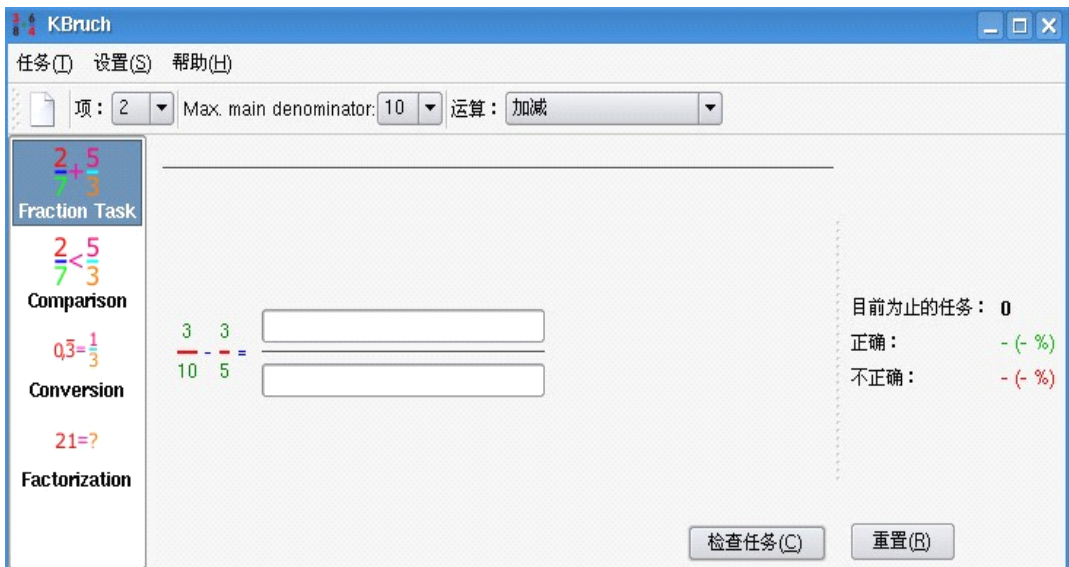 KBruch
任务(T) 设置(S) 帮助(H)
项： 2 Max. main denominator: 10 运算： 加减
2/7+5/3
Fraction Task
2/7<5/3
Comparison
0,3̅=1/3
Conversion
21=?
Factorization
3/10 - 3/5 =
目前为止的任务： 0
正确： - (- %)
不正确： - (- %)
检查任务(C) 重置(R)